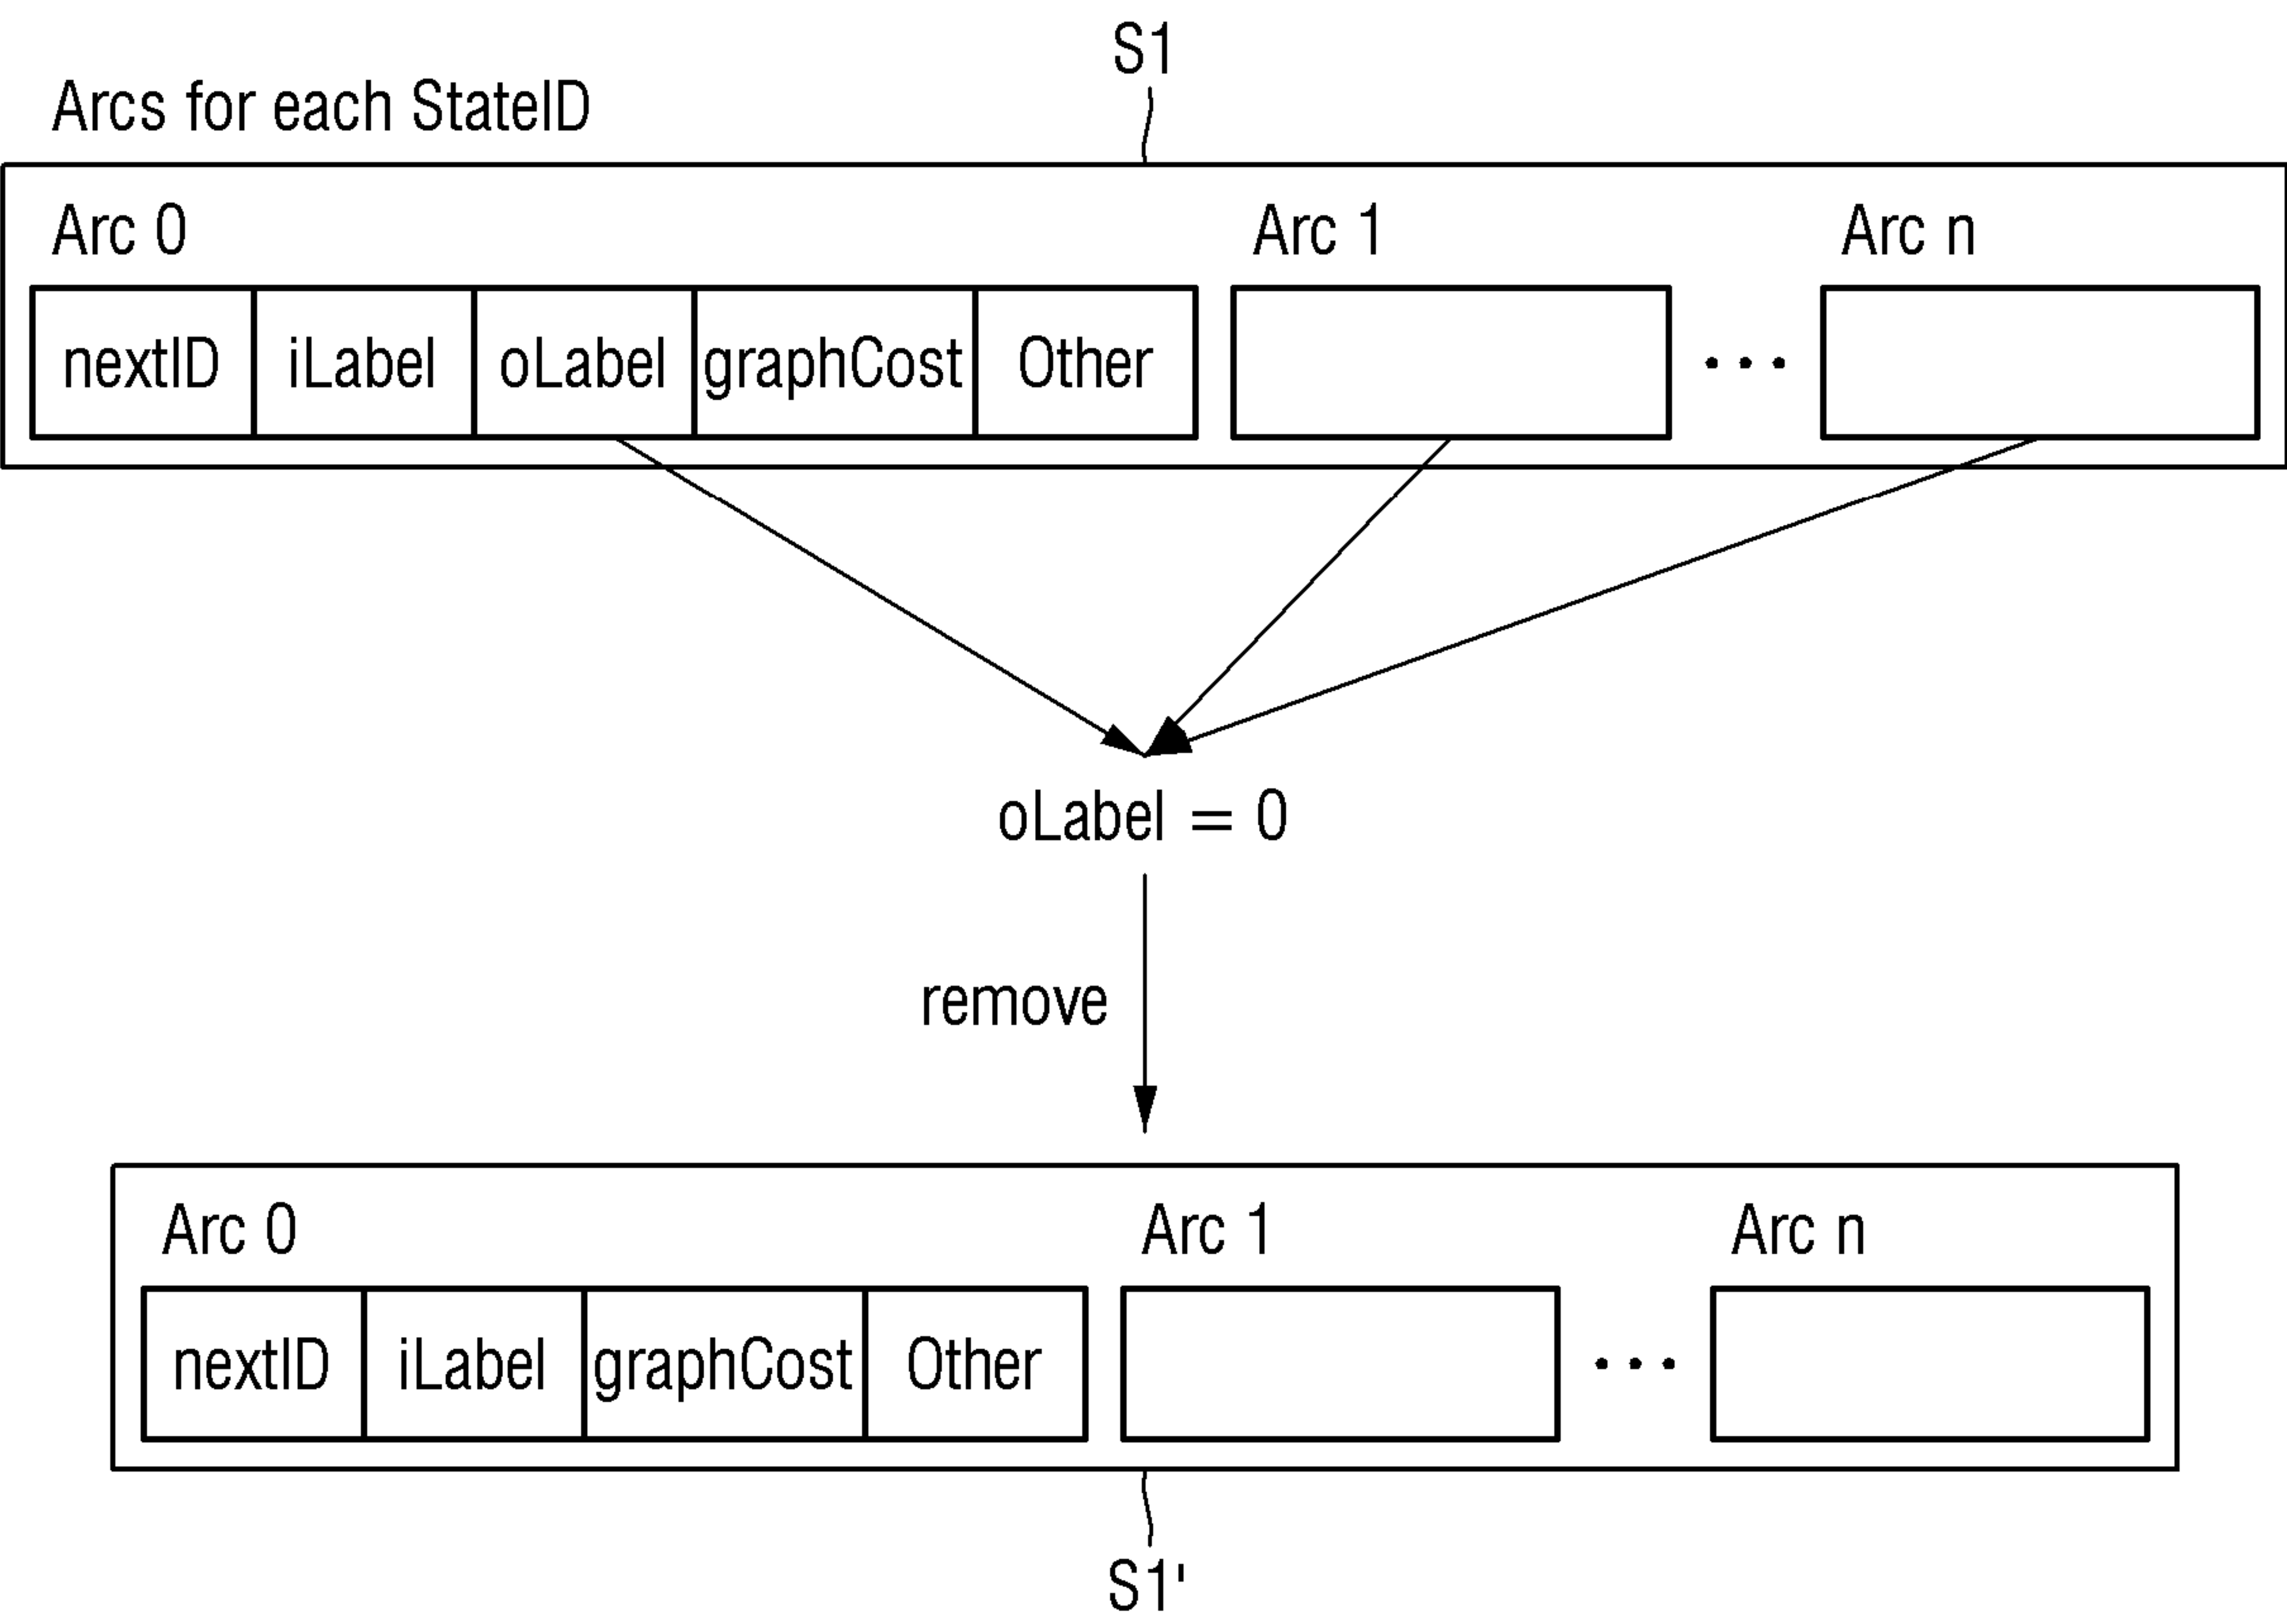 S1
Arcs for each StateID
Arc 0 Arc 1 Arc n
nextID iLabel oLabel graphCost Other ...
oLabel = 0
remove
Arc 0 Arc 1 Arc n
nextID iLabel graphCost Other ...
S1'